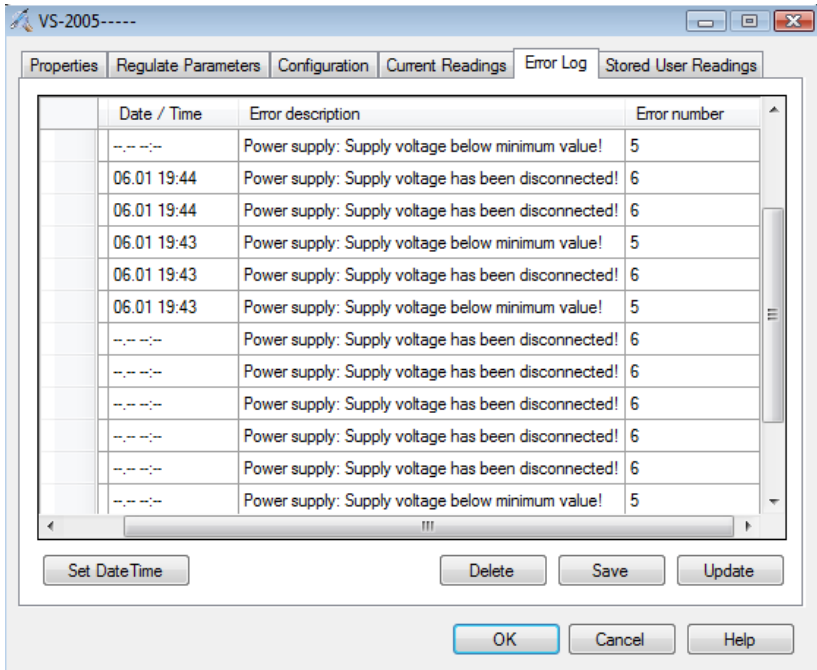 VS-2005-----
Properties Regulate Parameters Configuration Current Readings Error Log Stored User Readings
Date / Time Error description Error number
--.-- --:-- Power supply: Supply voltage below minimum value! 5
06.01 19:44 Power supply: Supply voltage has been disconnected! 6
06.01 19:44 Power supply: Supply voltage has been disconnected! 6
06.01 19:43 Power supply: Supply voltage below minimum value! 5
06.01 19:43 Power supply: Supply voltage has been disconnected! 6
06.01 19:43 Power supply: Supply voltage below minimum value! 5
--.-- --:-- Power supply: Supply voltage has been disconnected! 6
--.-- --:-- Power supply: Supply voltage has been disconnected! 6
--.-- --:-- Power supply: Supply voltage has been disconnected! 6
--.-- --:-- Power supply: Supply voltage has been disconnected! 6
--.-- --:-- Power supply: Supply voltage has been disconnected! 6
--.-- --:-- Power supply: Supply voltage below minimum value! 5
Set DateTime Delete Save Update
OK Cancel Help